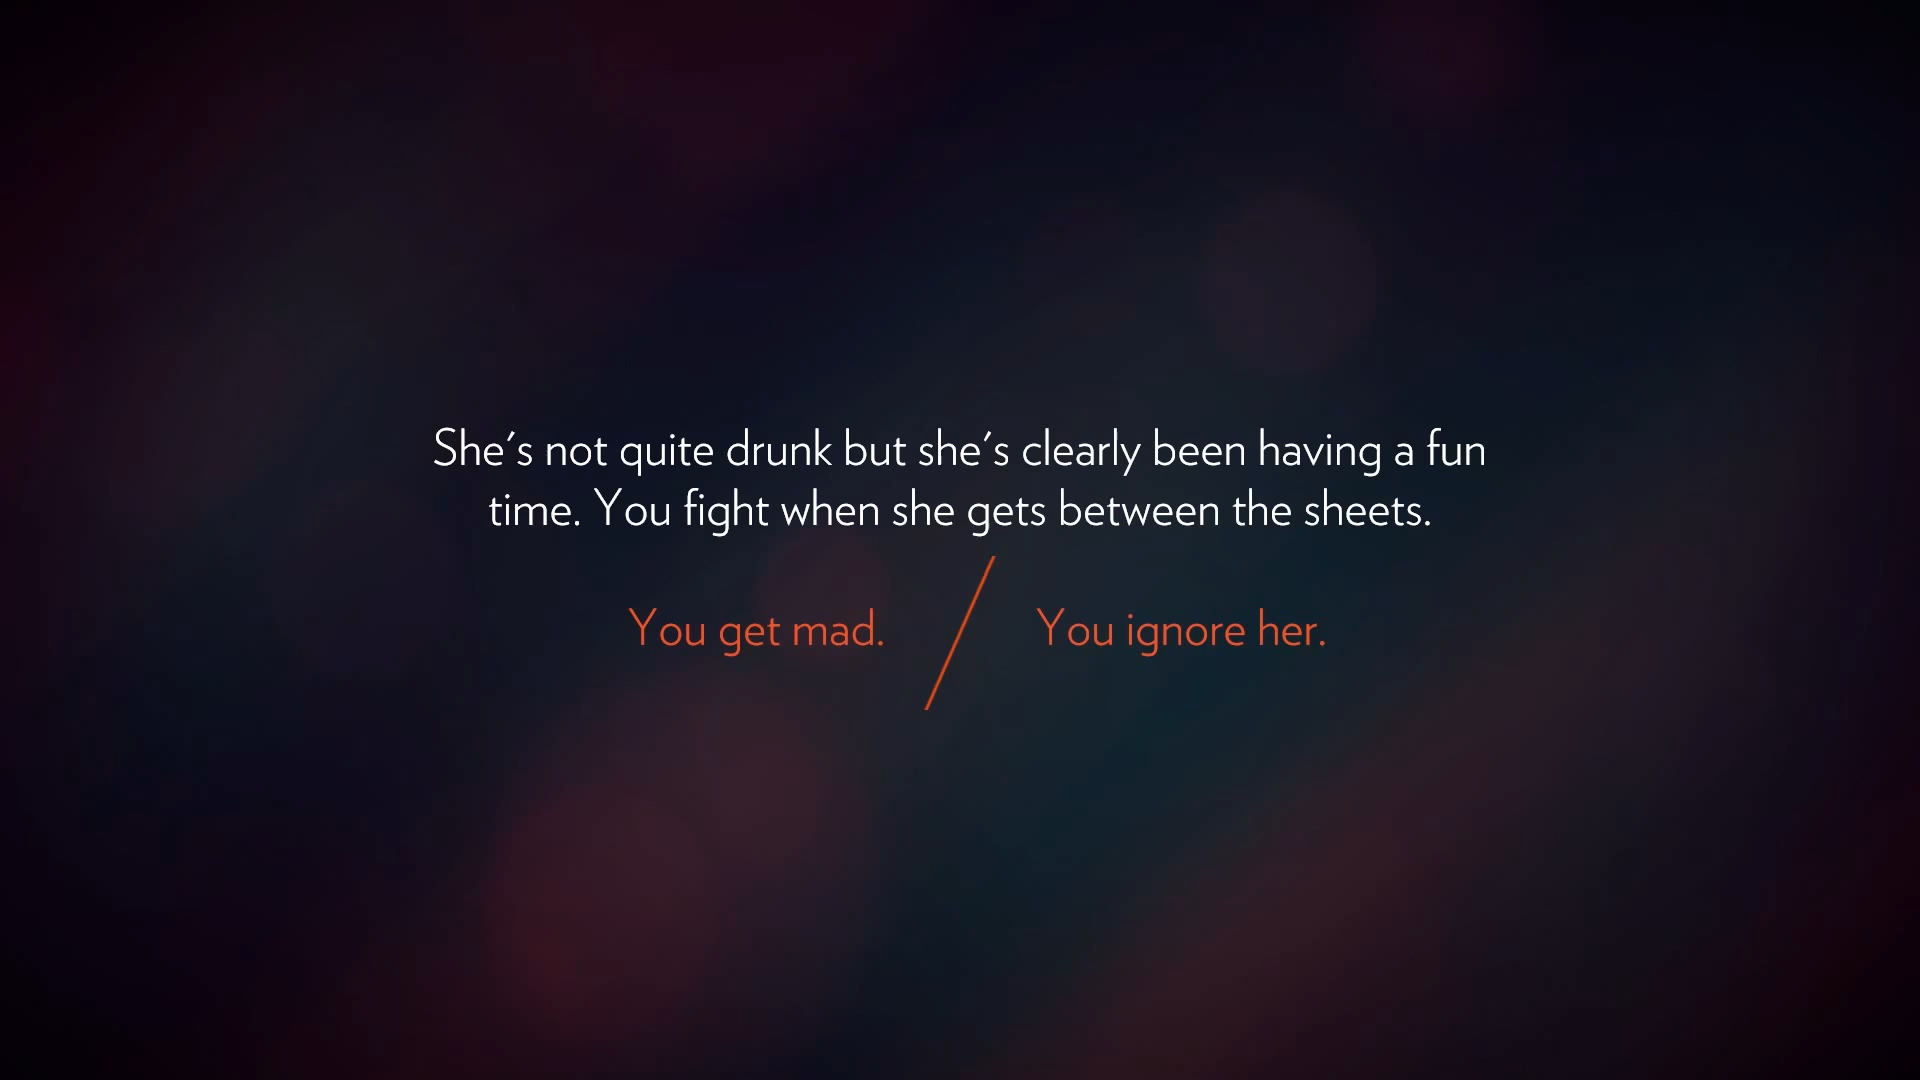 She's not quite drunk but she's clearly been having a fun
time. You fight when she gets between the sheets.
You get mad. / You ignore her.